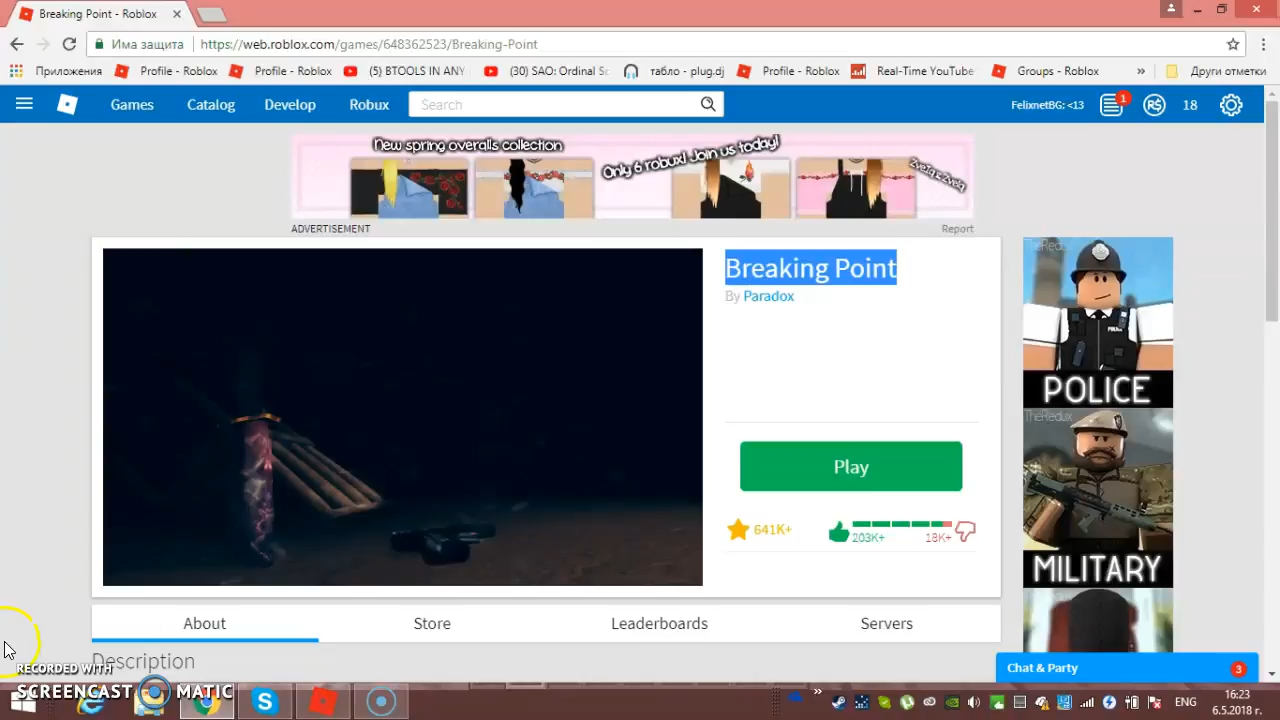 Breaking Point - Roblox
Има защита https://web.roblox.com/games/648362523/Breaking-Point
Приложения Profile - Roblox Profile - Roblox (5) BTOOLS IN ANY (30) SAO: Ordinal Sc табло - plug.dj Profile - Roblox Real-Time YouTube Groups - Roblox » Други отметки
Games Catalog Develop Robux Search FelixmetBG: <13 1 18
New spring overalls collection
Only 6 robux! Join us today!
ADVERTISEMENT Report
Breaking Point
By Paradox
Play
641K+ 203K+ 18K+
TheRedux
POLICE
TheRedux
MILITARY
About Store Leaderboards Servers
Description
Chat & Party 3
RECORDED WITH
SCREENCAST MATIC
ENG
16:23
6.5.2018 г.